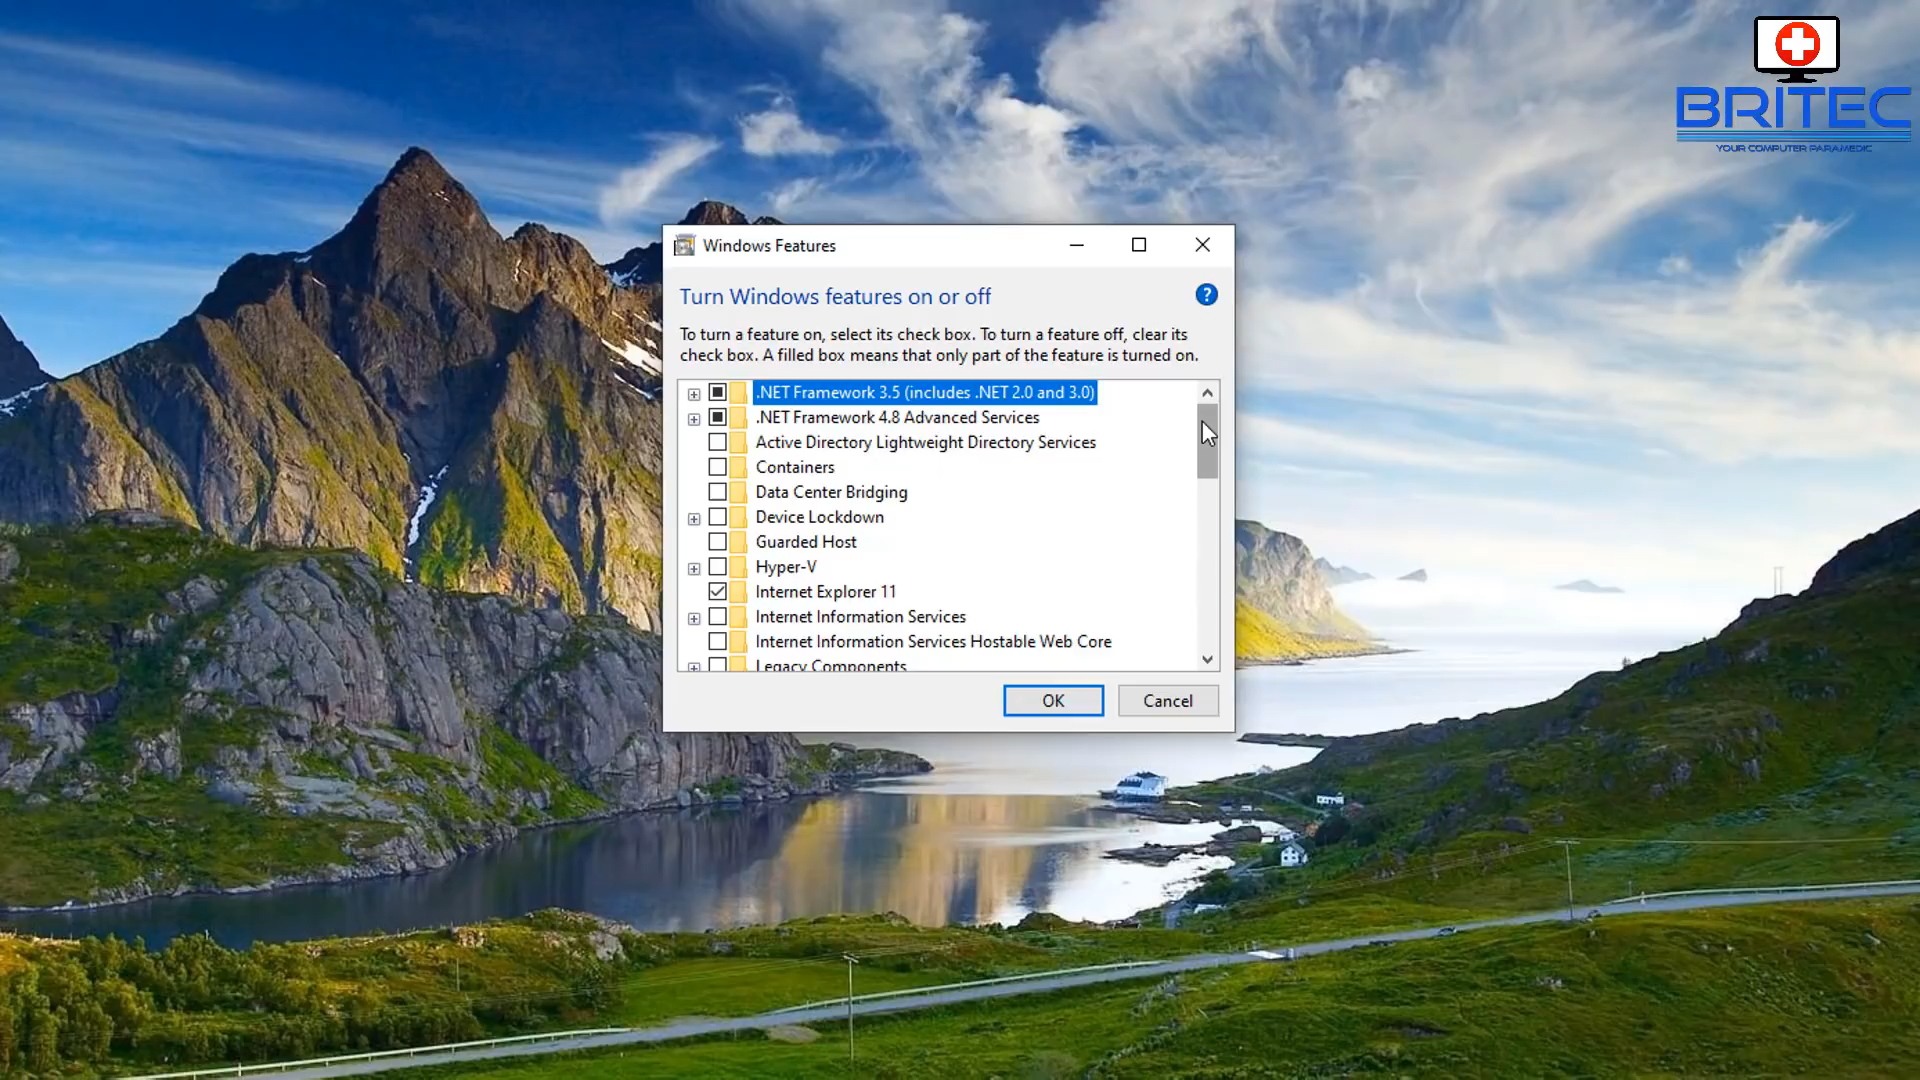 BRITEC
YOUR COMPUTER PARAMEDIC
Windows Features
Turn Windows features on or off
?
To turn a feature on, select its check box. To turn a feature off, clear its
check box. A filled box means that only part of the feature is turned on.
.NET Framework 3.5 (includes .NET 2.0 and 3.0)
.NET Framework 4.8 Advanced Services
Active Directory Lightweight Directory Services
Containers
Data Center Bridging
Device Lockdown
Guarded Host
Hyper-V
Internet Explorer 11
Internet Information Services
Internet Information Services Hostable Web Core
Legacy Components
OK
Cancel